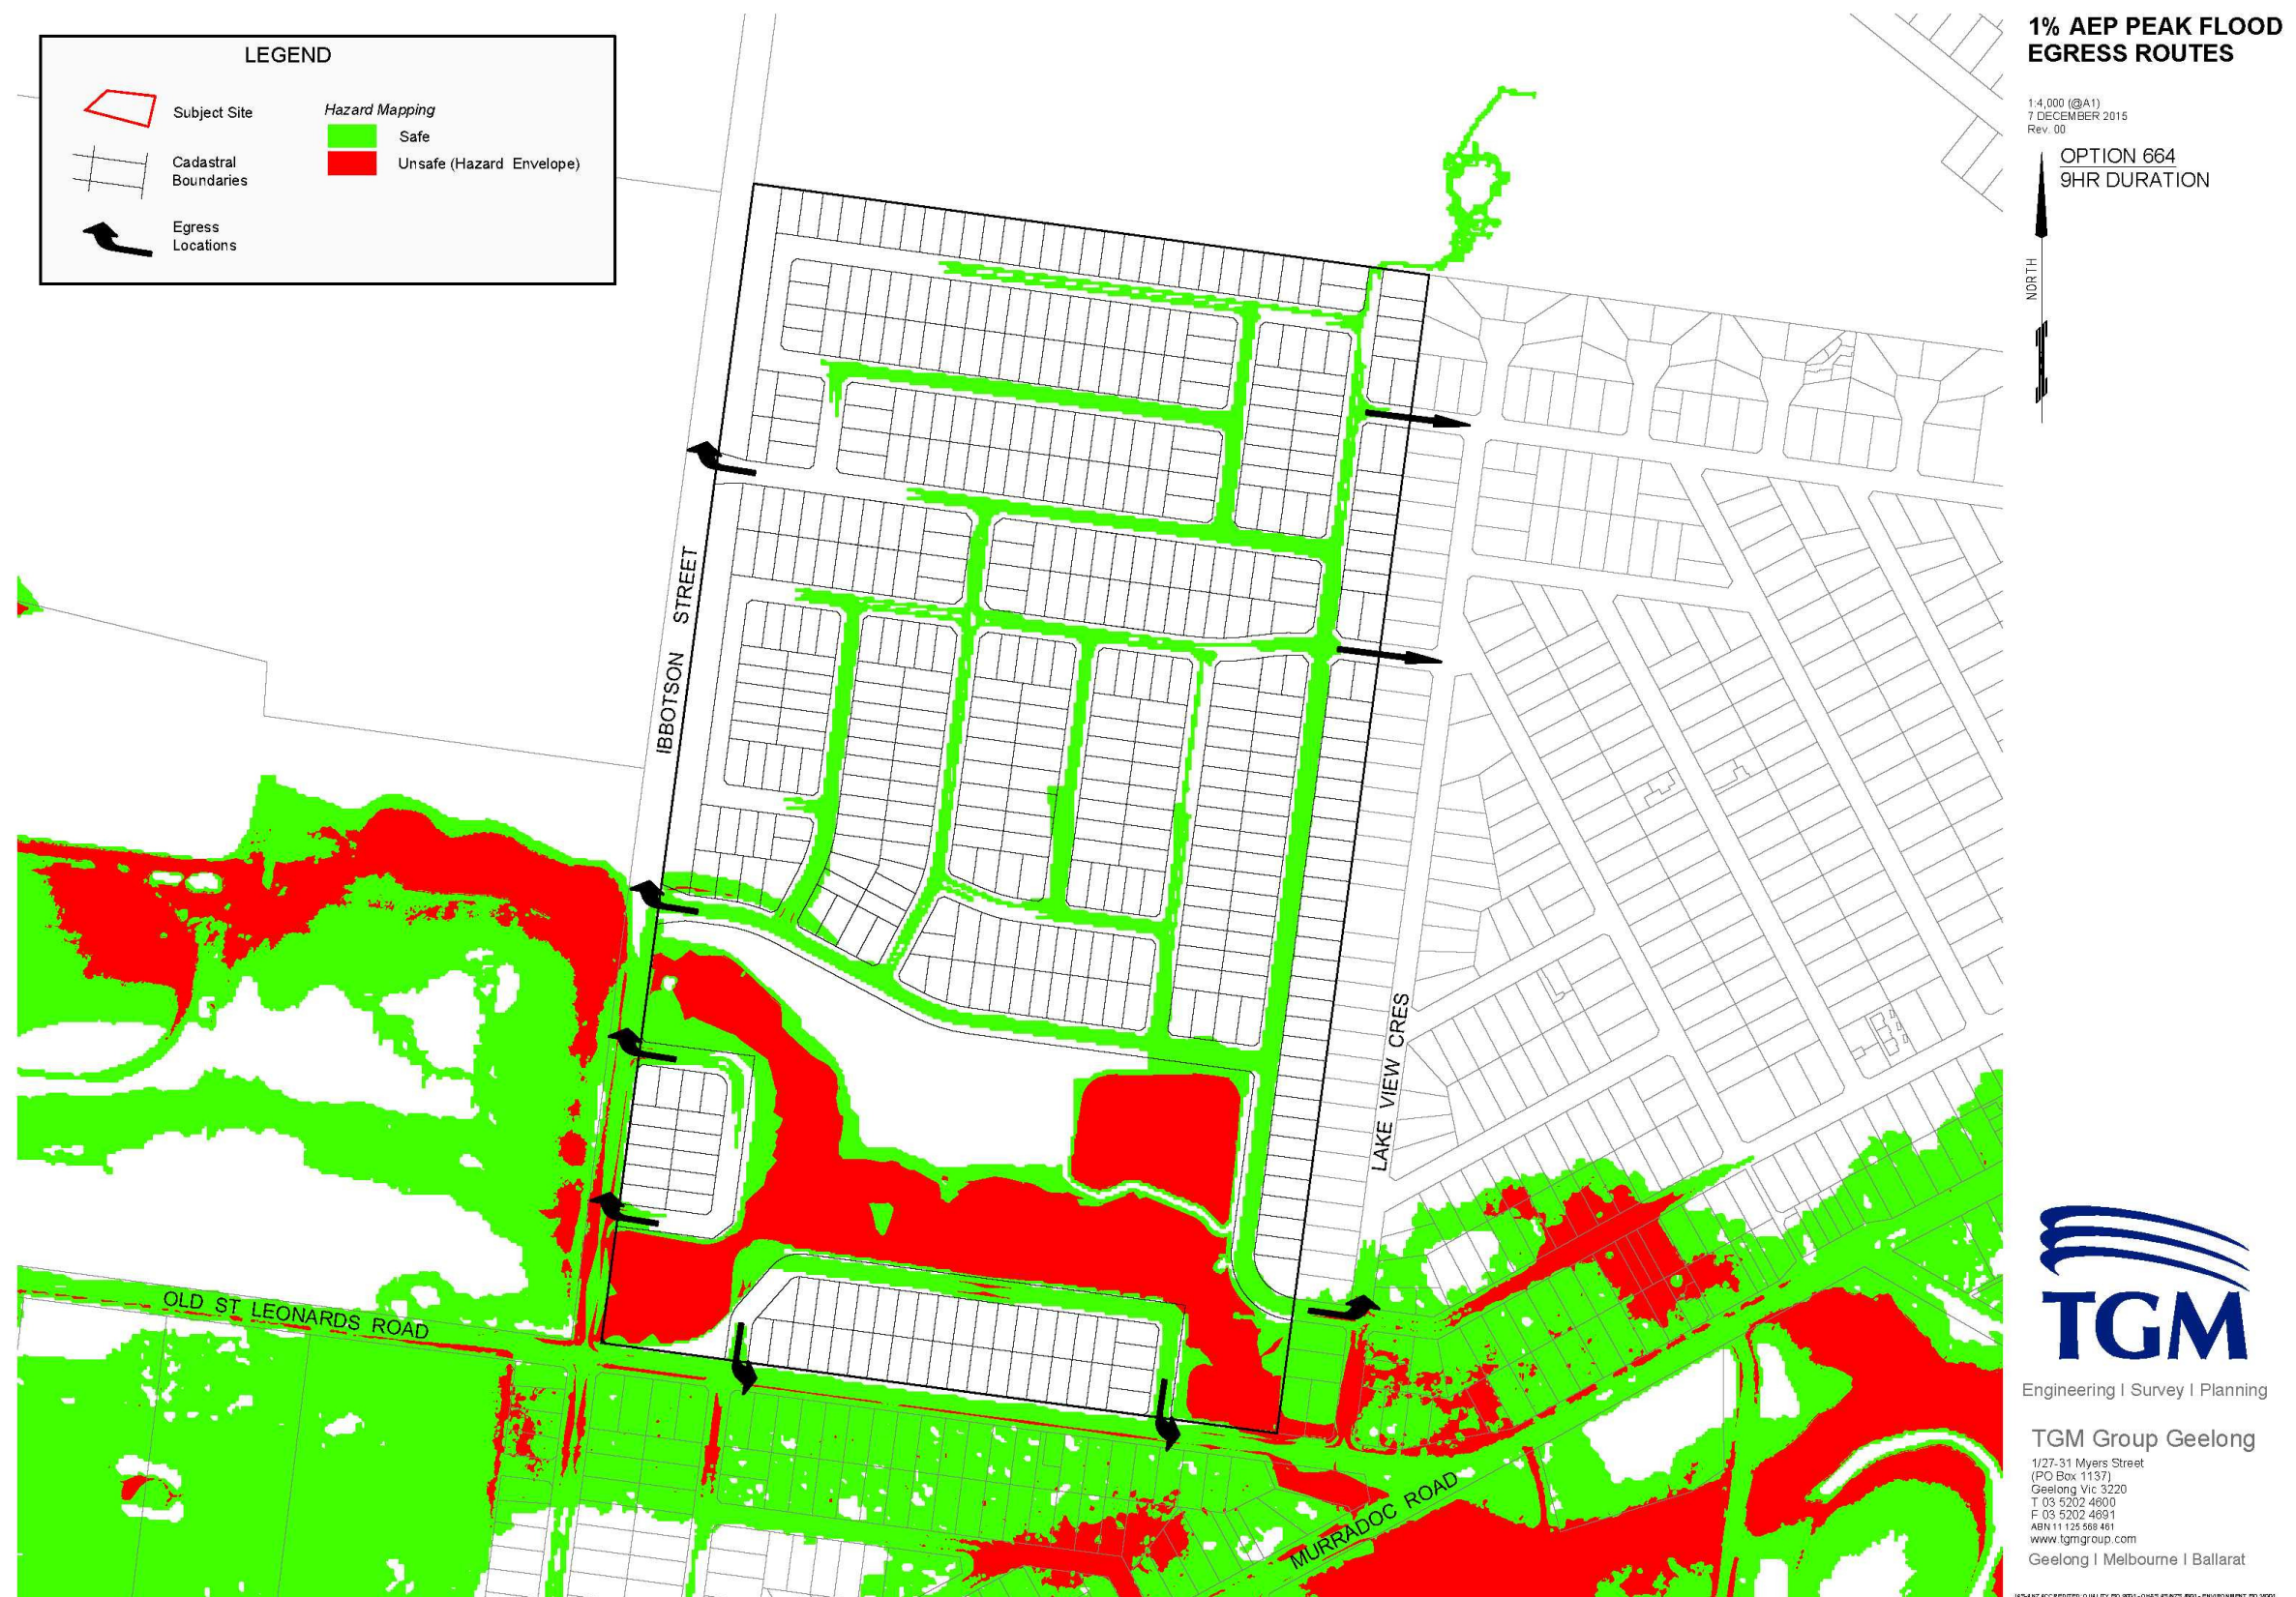 LEGEND
Subject Site
Cadastral
Boundaries
Egress
Locations
Hazard Mapping
Safe
Unsafe (Hazard Envelope)
1% AEP PEAK FLOOD
EGRESS ROUTES
1:4,000 (@A1)
7 DECEMBER 2015
Rev. 00
OPTION 664
9HR DURATION
NORTH
IBBOTSON STREET
LAKE VIEW CRES
OLD ST LEONARDS ROAD
MURRADOC ROAD
TGM
Engineering I Survey I Planning
TGM Group Geelong
1/27-31 Myers Street
(PO Box 1137)
Geelong Vic 3220
T 03 5202 4600
F 03 5202 4691
ABN 11 125 568 461
www.tgmgroup.com
Geelong I Melbourne I Ballarat